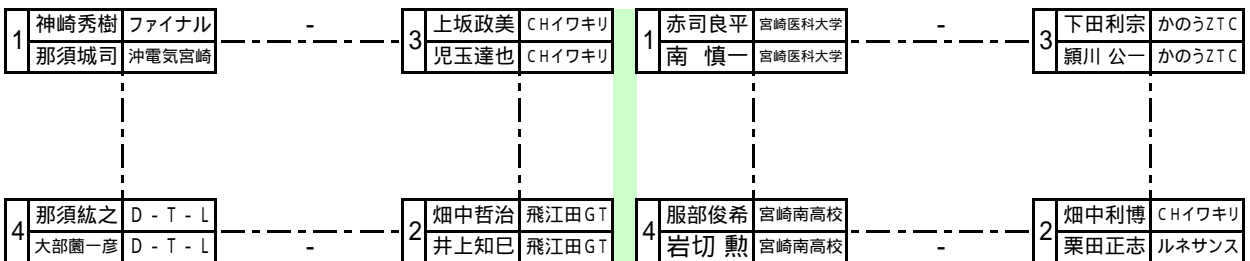 1 神崎秀樹 ファイナル - 3 上坂政美 CHイワキリ 1 赤司良平 宮崎医科大学 - 3 下田利宗 かのうZTC
那須城司 沖電気宮崎 児玉達也 CHイワキリ 南 慎一 宮崎医科大学 頴川 公一 かのうZTC
4 那須紘之 D-T-L 2 畑中哲治 飛江田GT 4 服部俊希 宮崎南高校 2 畑中利博 CHイワキリ
大部薗一彦 D-T-L - 井上知巳 飛江田GT 岩切 勲 宮崎南高校 - 栗田正志 ルネサンス